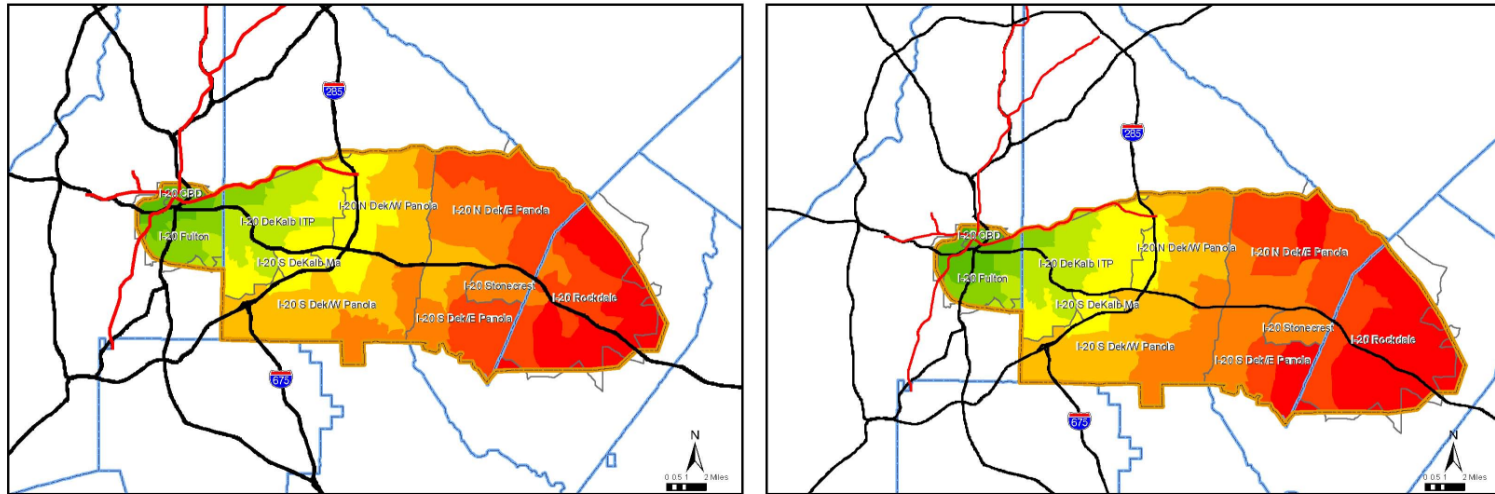 285
I-20 CBD
I-20 N Dek/W Panola
I-20 N Dek/E Panola
I-20 DeKalb ITP
I-20 Fulton
I-20 S DeKalb Ma
I-20 Stonecrest
I-20 Rockdale
I-20 S Dek/W Panola
I-20 S Dek/E Panola
675
N
0 0.5 1 2 Miles
285
I-20 CBD
I-20 N Dek/W Panola
I-20 N Dek/E Panola
I-20 DeKalb ITP
I-20 Fulton
I-20 S DeKalb Ma
I-20 Stonecrest
I-20 Rockdale
I-20 S Dek/W Panola
I-20 S Dek/E Panola
675
N
0 0.5 1 2 Miles